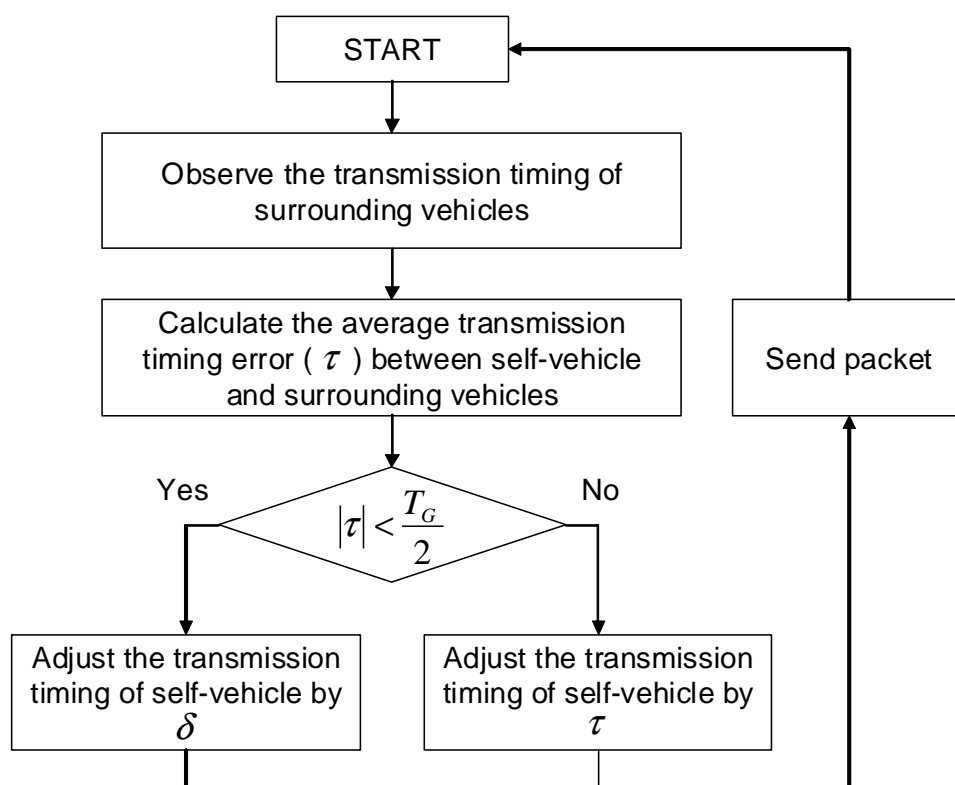 START
Observe the transmission timing of
surrounding vehicles
Calculate the average transmission
timing error ( τ ) between self-vehicle
and surrounding vehicles
Send packet
Yes
No
|τ| < T_G / 2
Adjust the transmission
timing of self-vehicle by
δ
Adjust the transmission
timing of self-vehicle by
τ